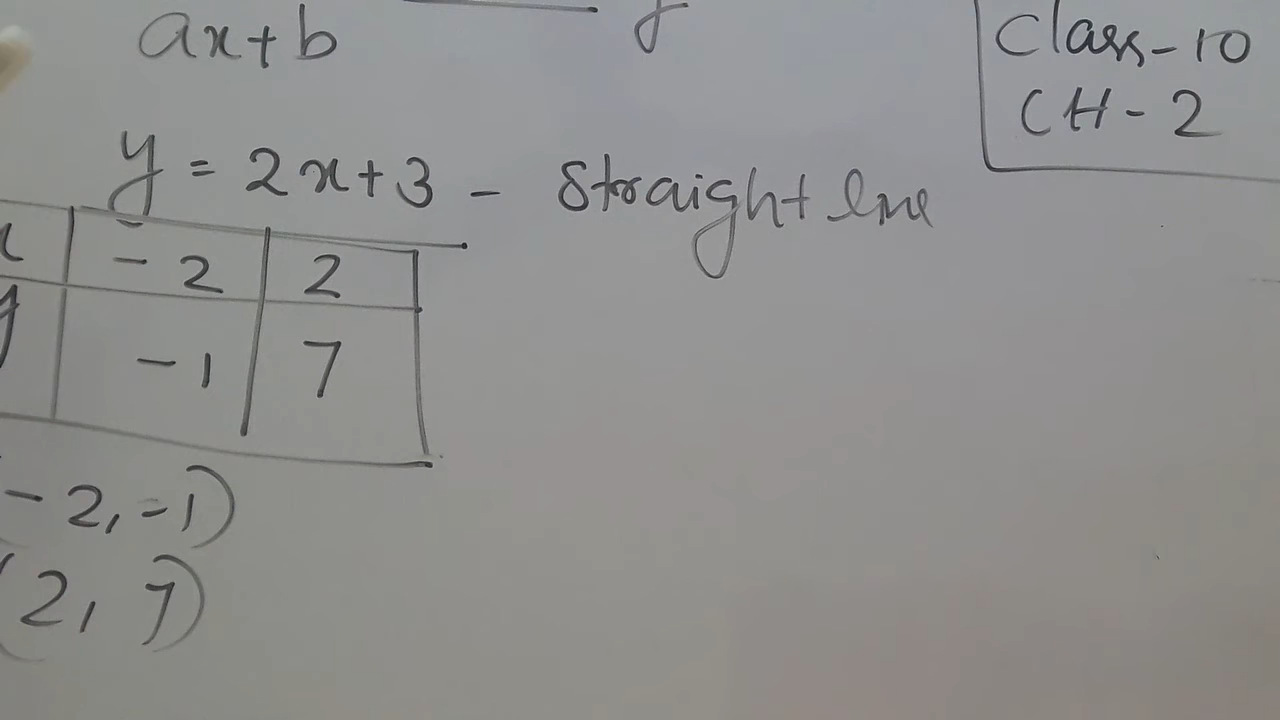 ax+b
Class-10
CH-2
y = 2x+3 - Straight line
x -2 2
y -1 7
(-2,-1)
(2, 7)